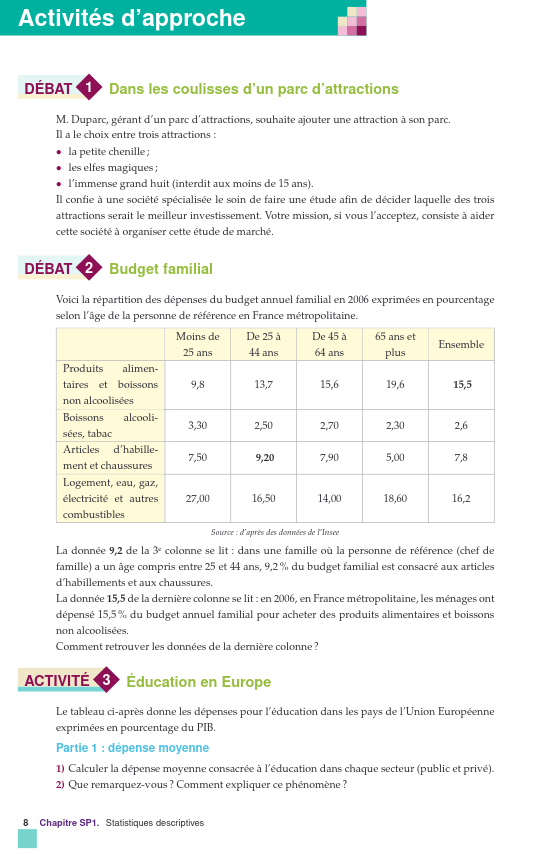 Activités d'approche
DÉBAT 1 Dans les coulisses d'un parc d'attractions
M. Duparc, gérant d'un parc d'attractions, souhaite ajouter une attraction à son parc.
Il a le choix entre trois attractions :
• la petite chenille ;
• les elfes magiques ;
• l'immense grand huit (interdit aux moins de 15 ans).
Il confie à une société spécialisée le soin de faire une étude afin de décider laquelle des trois
attractions serait le meilleur investissement. Votre mission, si vous l'acceptez, consiste à aider
cette société à organiser cette étude de marché.
DÉBAT 2 Budget familial
Voici la répartition des dépenses du budget annuel familial en 2006 exprimées en pourcentage
selon l'âge de la personne de référence en France métropolitaine.
Moins de De 25 à De 45 à 65 ans et Ensemble
25 ans 44 ans 64 ans plus
Produits alimen-
taires et boissons 9,8 13,7 15,6 19,6 15,5
non alcoolisées
Boissons alcooli- 3,30 2,50 2,70 2,30 2,6
sées, tabac
Articles d'habille- 7,50 9,20 7,90 5,00 7,8
ment et chaussures
Logement, eau, gaz,
électricité et autres 27,00 16,50 14,00 18,60 16,2
combustibles
Source : d'après des données de l'Insee
La donnée 9,2 de la 3e colonne se lit : dans une famille où la personne de référence (chef de
famille) a un âge compris entre 25 et 44 ans, 9,2 % du budget familial est consacré aux articles
d'habillements et aux chaussures.
La donnée 15,5 de la dernière colonne se lit : en 2006, en France métropolitaine, les ménages ont
dépensé 15,5 % du budget annuel familial pour acheter des produits alimentaires et boissons
non alcoolisées.
Comment retrouver les données de la dernière colonne ?
ACTIVITÉ 3 Éducation en Europe
Le tableau ci-après donne les dépenses pour l'éducation dans les pays de l'Union Européenne
exprimées en pourcentage du PIB.
Partie 1 : dépense moyenne
1) Calculer la dépense moyenne consacrée à l'éducation dans chaque secteur (public et privé).
2) Que remarquez-vous ? Comment expliquer ce phénomène ?
8 Chapitre SP1. Statistiques descriptives